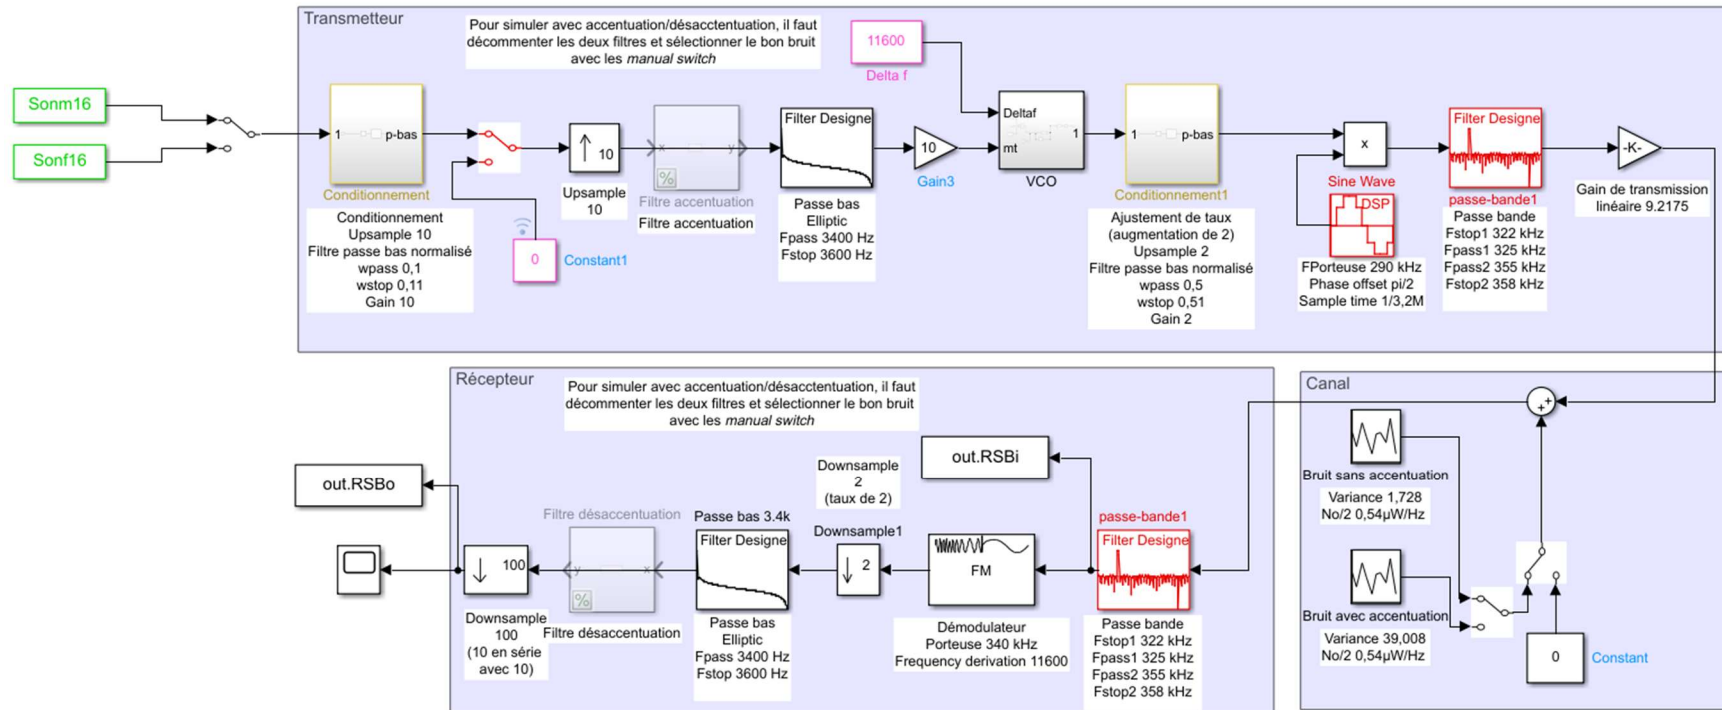 Transmetteur
Pour simuler avec accentuation/désacctentuation, il faut
décommenter les deux filtres et sélectionner le bon bruit
avec les manual switch
11600
Delta f
Sonm16
Sonf16
1
p-bas
Conditionnement
Conditionnement
Upsample 10
Filtre passe bas normalisé
wpass 0,1
wstop 0,11
Gain 10
0
Constant1
10
Upsample
10
x
y
%
Filtre accentuation
Filtre accentuation
Filter Designe
Passe bas
Elliptic
Fpass 3400 Hz
Fstop 3600 Hz
10
Gain3
Deltaf
mt
1
VCO
1
p-bas
Conditionnement1
Ajustement de taux
(augmentation de 2)
Upsample 2
Filtre passe bas normalisé
wpass 0,5
wstop 0,51
Gain 2
x
Sine Wave
DSP
FPorteuse 290 kHz
Phase offset pi/2
Sample time 1/3,2M
Filter Designe
passe-bande1
Passe bande
Fstop1 322 kHz
Fpass1 325 kHz
Fpass2 355 kHz
Fstop2 358 kHz
-K-
Gain de transmission
linéaire 9.2175
Récepteur
Pour simuler avec accentuation/désacctentuation, il faut
décommenter les deux filtres et sélectionner le bon bruit
avec les manual switch
out.RSBo
out.RSBi
100
Downsample
100
(10 en série
avec 10)
Filtre désaccentuation
y
x
%
Filtre désaccentuation
Passe bas 3.4k
Filter Designe
Passe bas
Elliptic
Fpass 3400 Hz
Fstop 3600 Hz
Downsample
2
(taux de 2)
Downsample1
2
FM
Démodulateur
Porteuse 340 kHz
Frequency derivation 11600
passe-bande1
Filter Designe
Passe bande
Fstop1 322 kHz
Fpass1 325 kHz
Fpass2 355 kHz
Fstop2 358 kHz
Canal
+
+
Bruit sans accentuation
Variance 1,728
No/2 0,54µW/Hz
Bruit avec accentuation
Variance 39,008
No/2 0,54µW/Hz
0
Constant